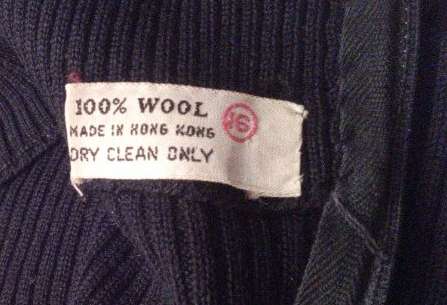 100% WOOL
MADE IN HONG KONG
DRY CLEAN ONLY